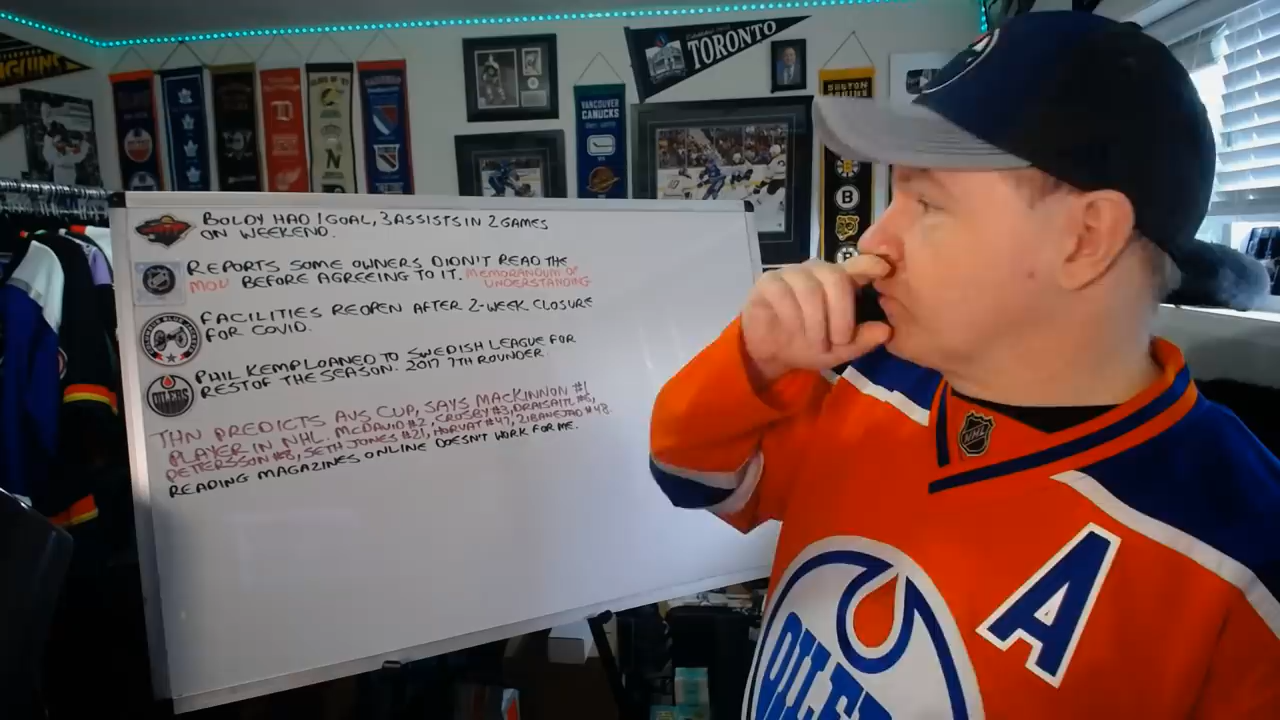 TORONTO
VANCOUVER
CANUCKS
BOSTON
BRUINS
B
BOLDY HAD 1 GOAL, 3 ASSISTS IN 2 GAMES
ON WEEKEND.
REPORTS SOME OWNERS DIDN'T READ THE
MOU BEFORE AGREEING TO IT. MEMORANDUM OF
UNDERSTANDING
FACILITIES REOPEN AFTER 2-WEEK CLOSURE
FOR COVID.
PHIL KEMP LOANED TO SWEDISH LEAGUE FOR
REST OF THE SEASON. 2017 7TH ROUNDER.
OILERS
THN PREDICTS AVS CUP, SAYS MACKINNON #1
PLAYER IN NHL. MCDAVID #2, CROSBY #3, DRAISAITL #6,
PETERSSON #8, SETH JONES #21, HORVAT #47, ZIBANEJAD #48.
READING MAGAZINES ONLINE DOESN'T WORK FOR ME.
NHL
A
OILE